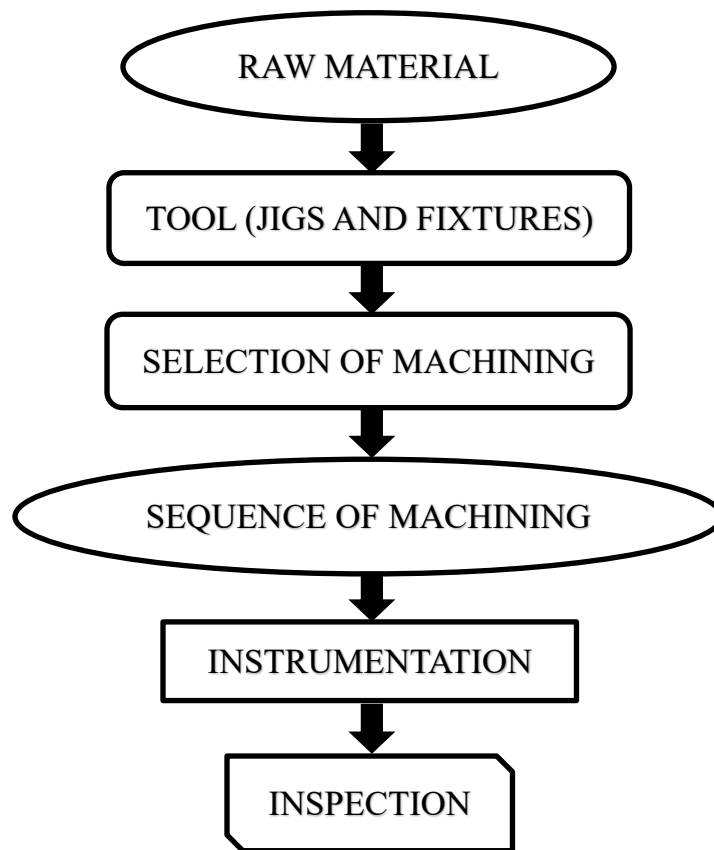 RAW MATERIAL
TOOL (JIGS AND FIXTURES)
SELECTION OF MACHINING
SEQUENCE OF MACHINING
INSTRUMENTATION
INSPECTION